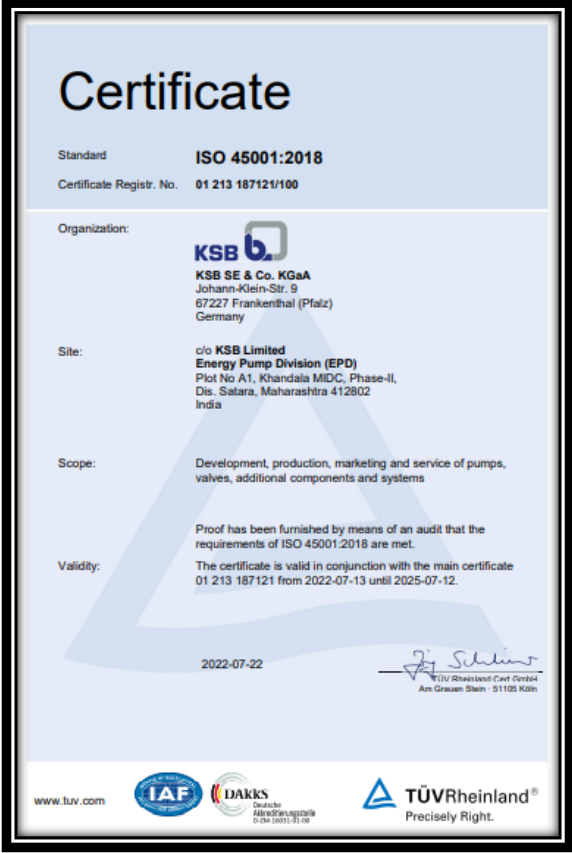 Certificate
Standard ISO 45001:2018
Certificate Registr. No. 01 213 187121/100
Organization:
KSB b.
KSB SE & Co. KGaA
Johann-Klein-Str. 9
67227 Frankenthal (Pfalz)
Germany
Site: c/o KSB Limited
Energy Pump Division (EPD)
Plot No A1, Khandala MIDC, Phase-II,
Dis. Satara, Maharashtra 412802
India
Scope: Development, production, marketing and service of pumps,
valves, additional components and systems
Proof has been furnished by means of an audit that the
requirements of ISO 45001:2018 are met.
Validity: The certificate is valid in conjunction with the main certificate
01 213 187121 from 2022-07-13 until 2025-07-12.
2022-07-22
TÜV Rheinland Cert GmbH
Am Grauen Stein · 51105 Köln
www.tuv.com
IAF
DAKKS
Deutsche
Akkreditierungsstelle
D-ZM-16031-01-00
TÜVRheinland®
Precisely Right.